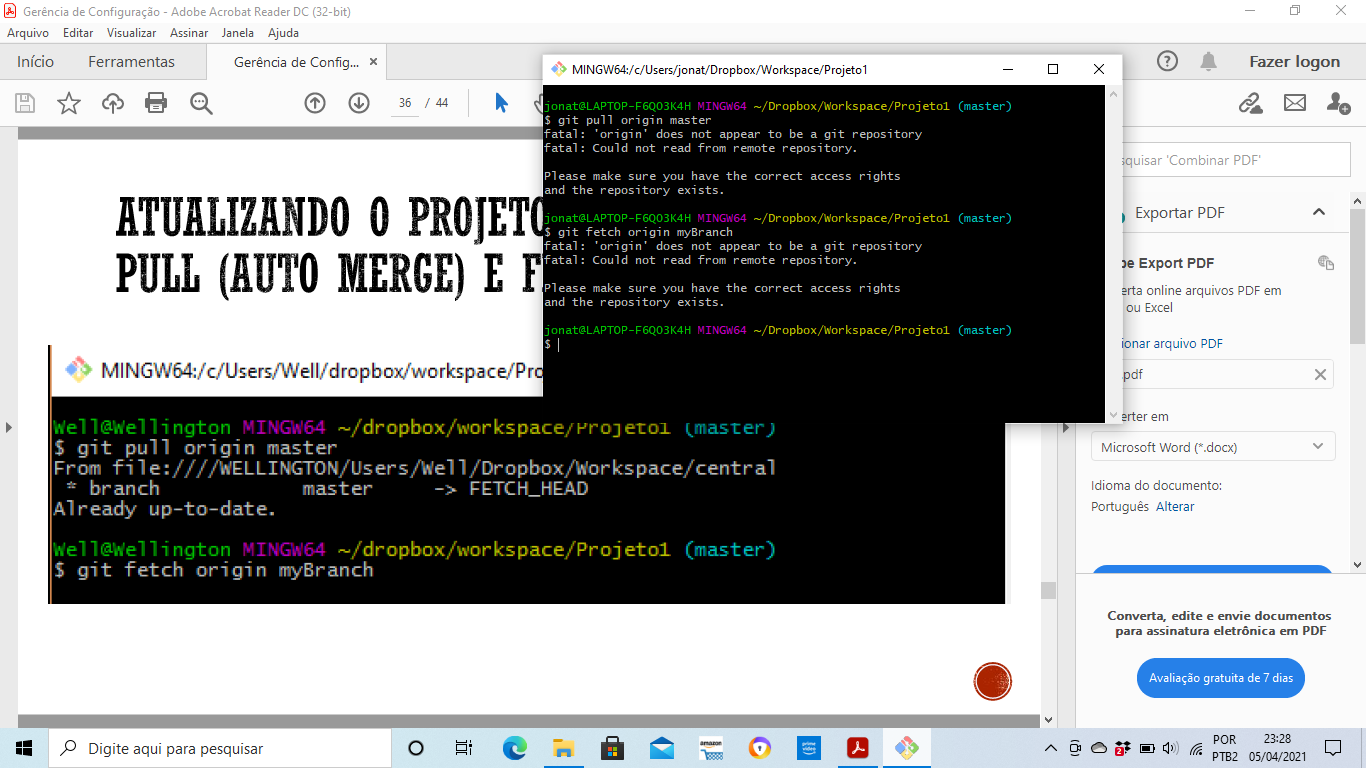 Gerência de Configuração - Adobe Acrobat Reader DC (32-bit)
Arquivo Editar Visualizar Assinar Janela Ajuda
Início Ferramentas Gerência de Config... Fazer logon
36 / 44
squisar 'Combinar PDF'
MINGW64:/c/Users/jonat/Dropbox/Workspace/Projeto1
jonat@LAPTOP-F6QO3K4H MINGW64 ~/Dropbox/Workspace/Projeto1 (master)
$ git pull origin master
fatal: 'origin' does not appear to be a git repository
fatal: Could not read from remote repository.
Please make sure you have the correct access rights
and the repository exists.
jonat@LAPTOP-F6QO3K4H MINGW64 ~/Dropbox/Workspace/Projeto1 (master)
$ git fetch origin myBranch
fatal: 'origin' does not appear to be a git repository
fatal: Could not read from remote repository.
Please make sure you have the correct access rights
and the repository exists.
jonat@LAPTOP-F6QO3K4H MINGW64 ~/Dropbox/Workspace/Projeto1 (master)
$
ATUALIZANDO O PROJETO
PULL (AUTO MERGE) E F
MINGW64:/c/Users/Well/dropbox/workspace/Pro
Well@Wellington MINGW64 ~/dropbox/workspace/Projeto1 (master)
$ git pull origin master
From file:////WELLINGTON/Users/Well/Dropbox/Workspace/central
* branch master -> FETCH_HEAD
Already up-to-date.
Well@Wellington MINGW64 ~/dropbox/workspace/Projeto1 (master)
$ git fetch origin myBranch
Exportar PDF
be Export PDF
erta online arquivos PDF em
ou Excel
ionar arquivo PDF
.pdf
erter em
Microsoft Word (*.docx)
Idioma do documento:
Português Alterar
Converta, edite e envie documentos
para assinatura eletrônica em PDF
Avaliação gratuita de 7 dias
Digite aqui para pesquisar
amazon
prime video
2
POR
PTB2
23:28
05/04/2021